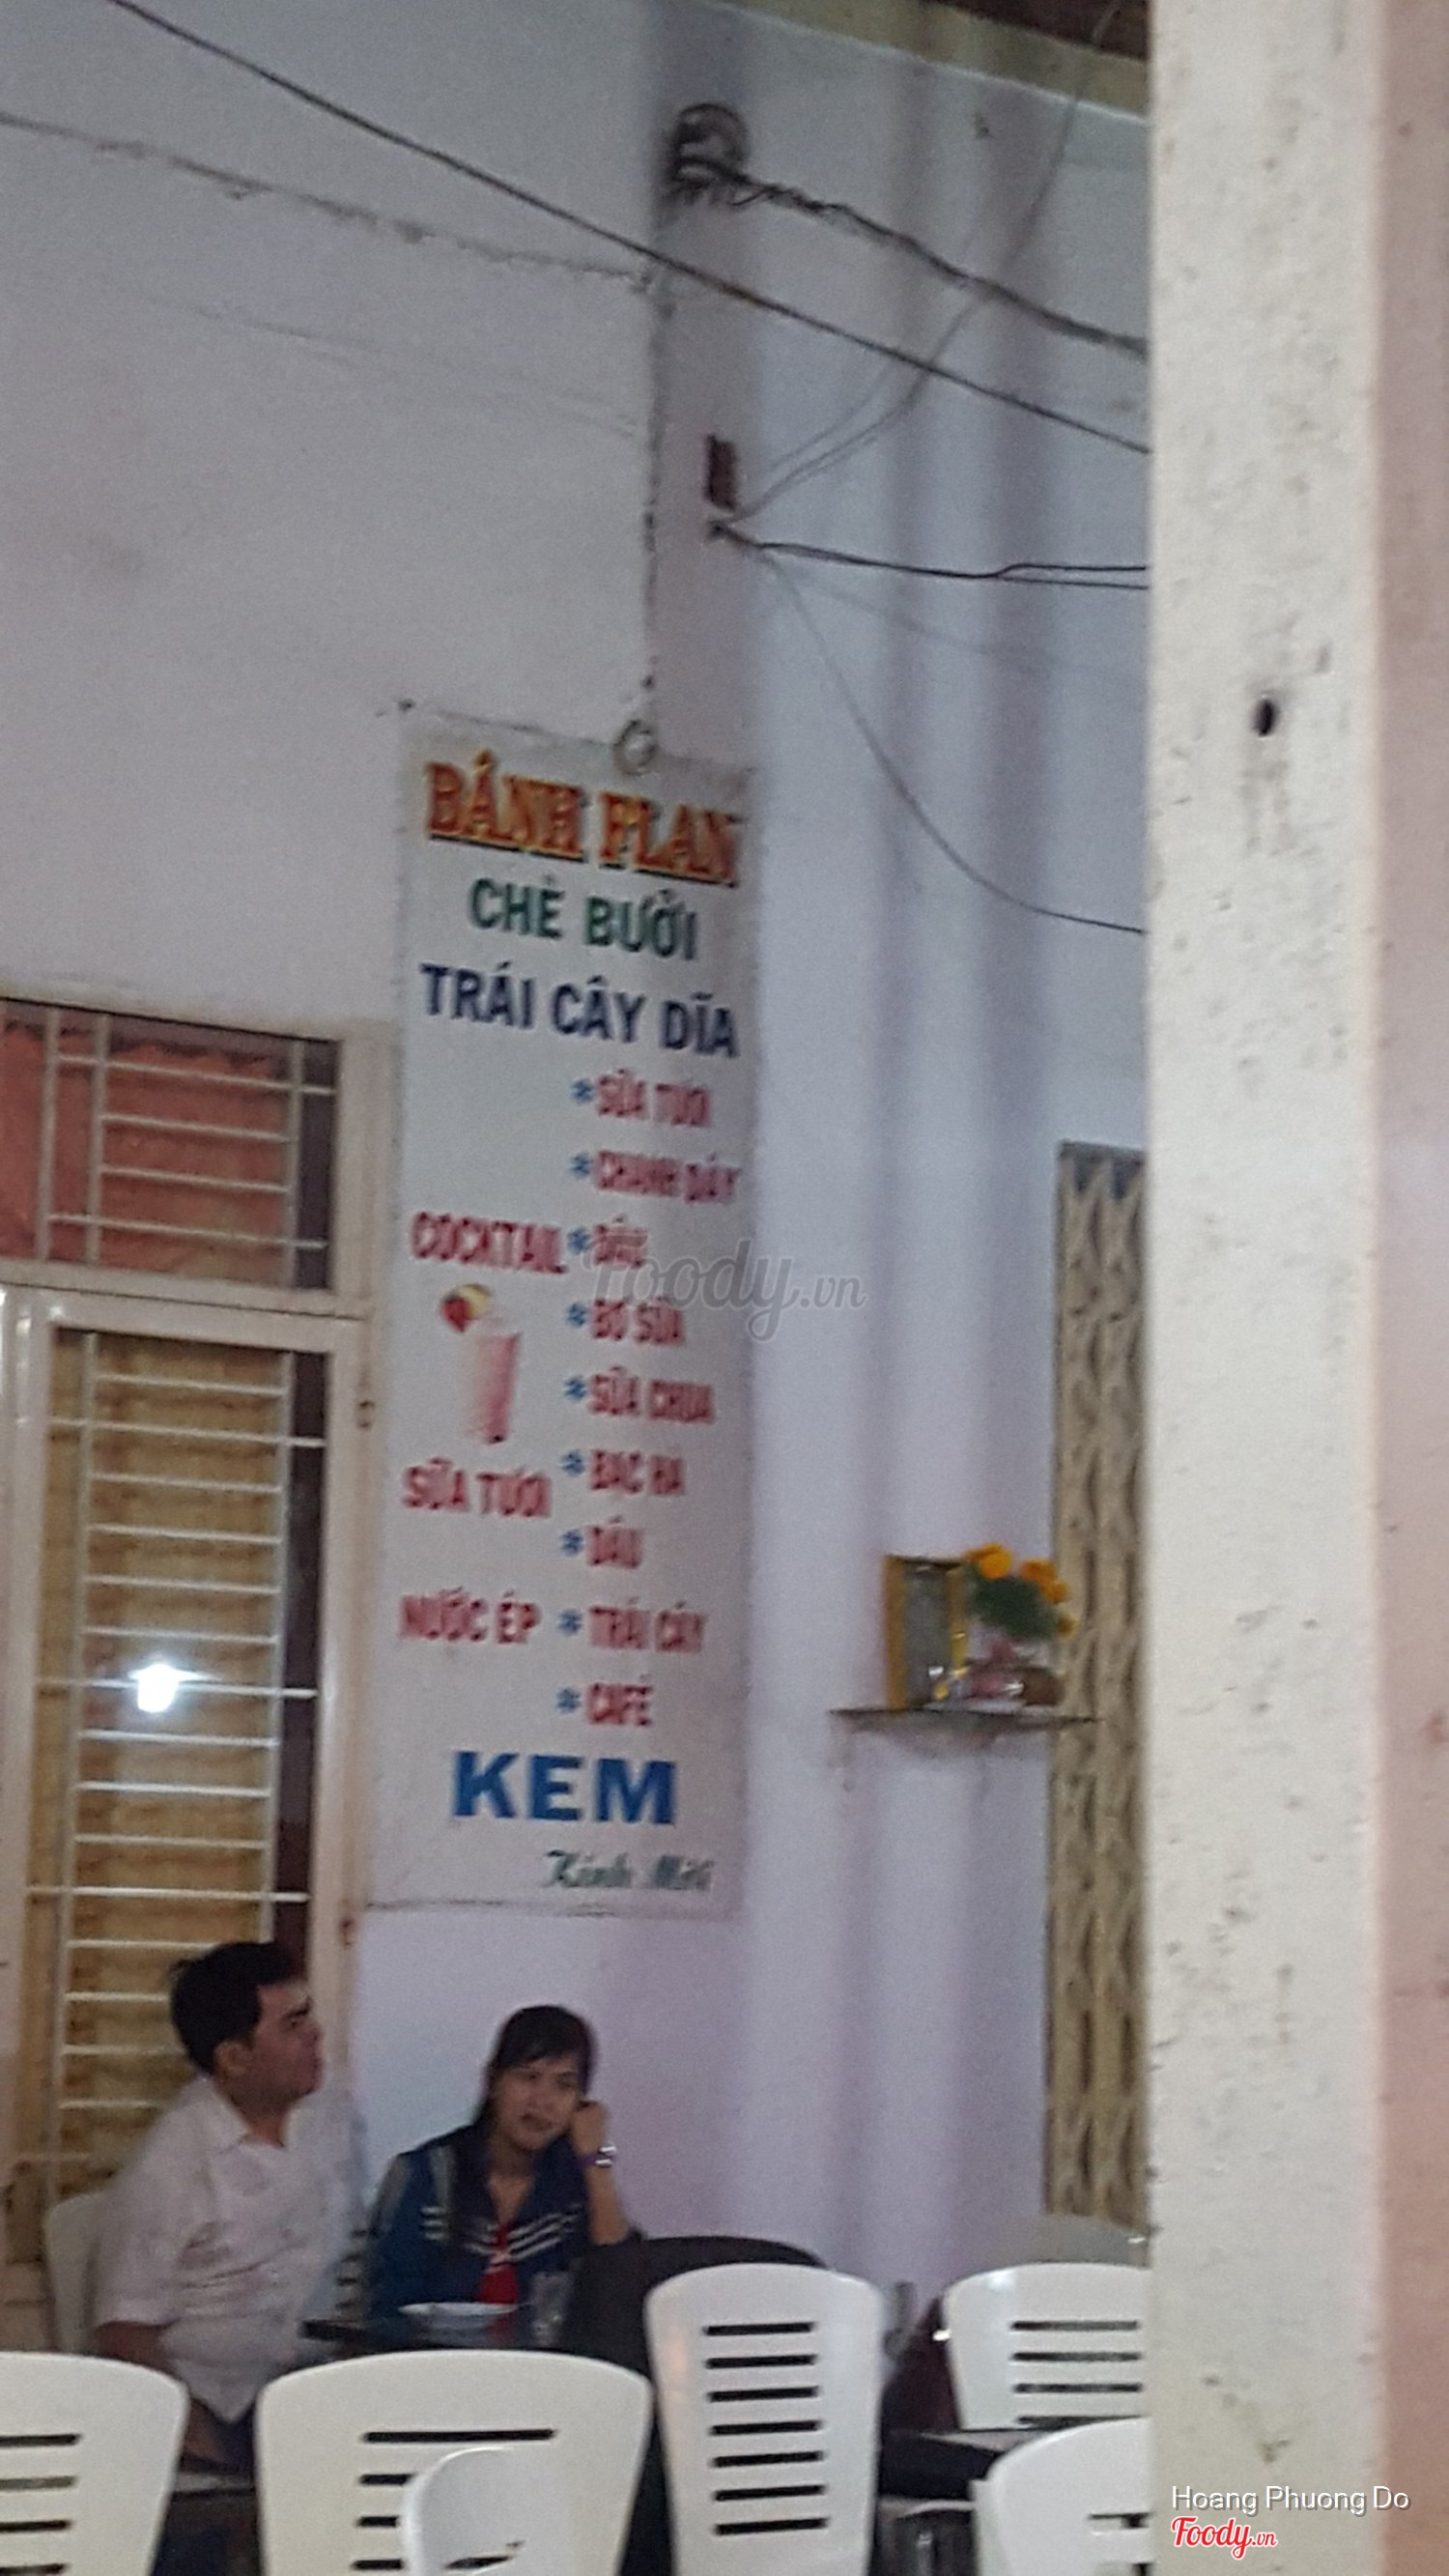 BÁNH FLAN
CHÈ BƯỞI
TRÁI CÂY DĨA
* SỮA TƯƠI
* CHANH DÂY
COCKTAIL * DÂU
* BƠ SỮA
* SỮA CHUA
* BẠC HÀ
SỮA TƯƠI
* DÂU
NƯỚC ÉP * TRÁI CÂY
* CAFÉ
KEM
Kính Mời
Foody.vn
Hoang Phuong Do
Foody.vn